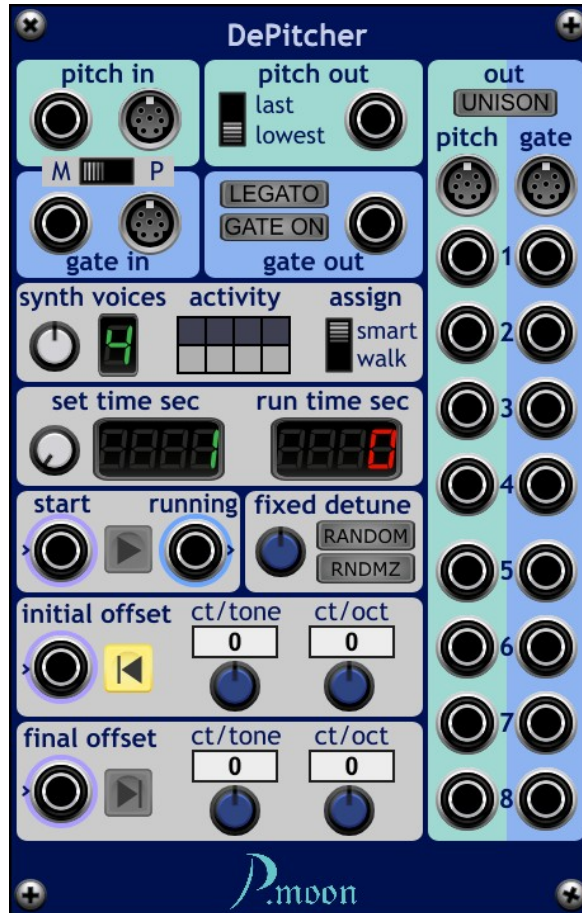 DePitcher
pitch in
pitch out
last
lowest
M P
gate in
LEGATO
GATE ON
gate out
out
UNISON
pitch gate
1
2
3
4
5
6
7
8
synth voices activity assign
4
smart
walk
set time sec run time sec
1 0
start running
fixed detune
RANDOM
RNDMZ
initial offset ct/tone ct/oct
0 0
final offset ct/tone ct/oct
0 0
P.moon